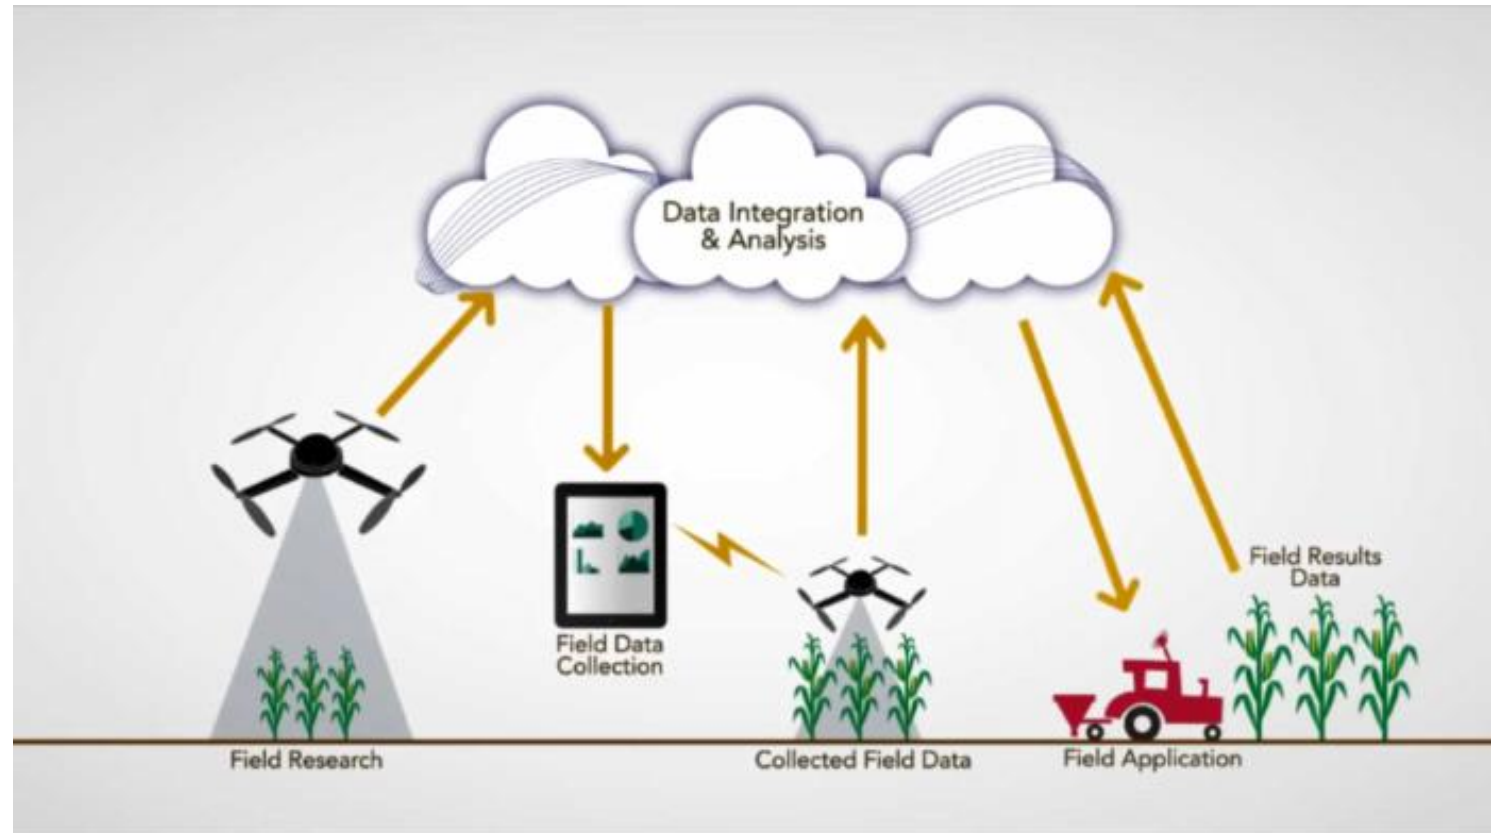 Data Integration
& Analysis
Field Results
Data
Field Data
Collection
Field Research
Collected Field Data
Field Application